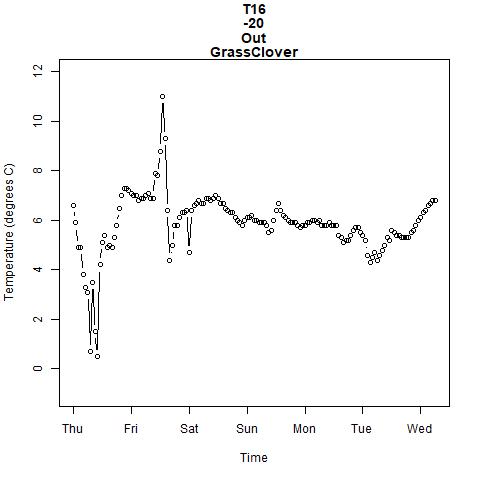 T16
-20
Out
GrassClover
Temperature (degrees C)
12
10
8
6
4
2
0
Thu Fri Sat Sun Mon Tue Wed
Time